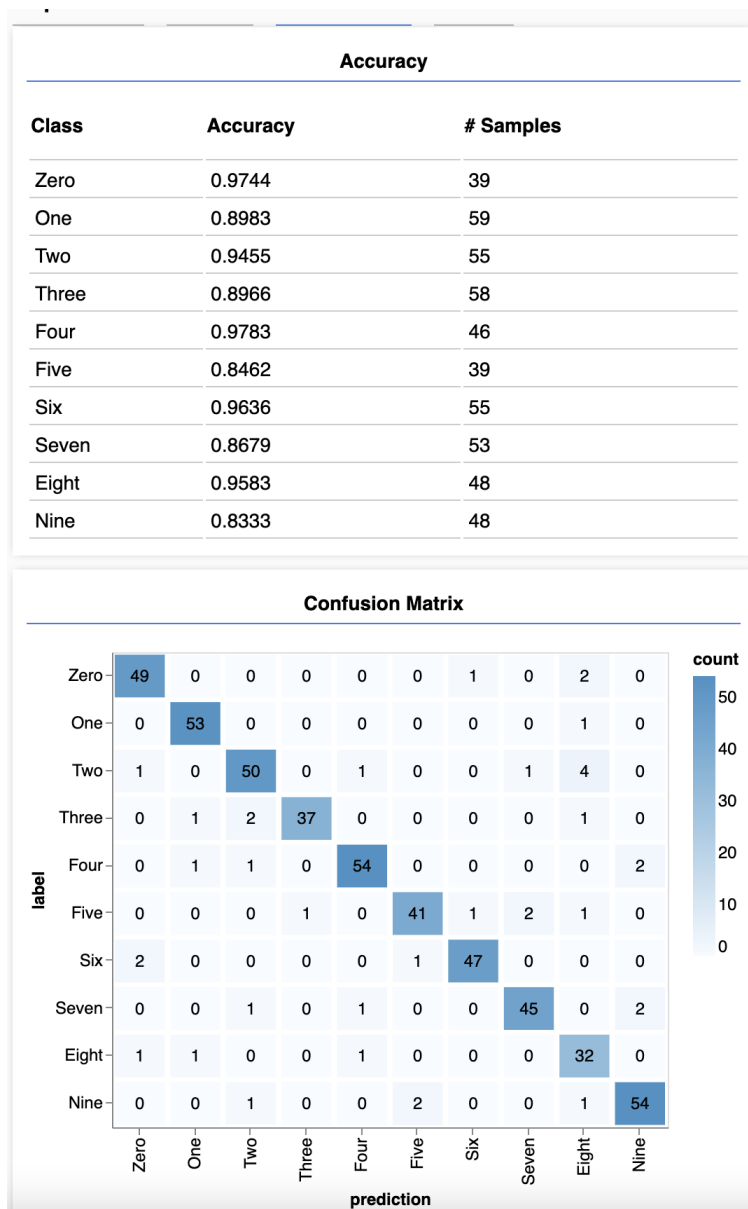 Accuracy
Class Accuracy # Samples
Zero 0.9744 39
One 0.8983 59
Two 0.9455 55
Three 0.8966 58
Four 0.9783 46
Five 0.8462 39
Six 0.9636 55
Seven 0.8679 53
Eight 0.9583 48
Nine 0.8333 48
Confusion Matrix
count
Zero 49 0 0 0 0 0 1 0 2 0
50
One 0 53 0 0 0 0 0 0 1 0
40
Two 1 0 50 0 1 0 0 1 4 0
30
Three 0 1 2 37 0 0 0 0 1 0
20
Four 0 1 1 0 54 0 0 0 0 2
label
10
Five 0 0 0 1 0 41 1 2 1 0
0
Six 2 0 0 0 0 1 47 0 0 0
Seven 0 0 1 0 1 0 0 45 0 2
Eight 1 1 0 0 1 0 0 0 32 0
Nine 0 0 1 0 0 2 0 0 1 54
Zero One Two Three Four Five Six Seven Eight Nine
prediction